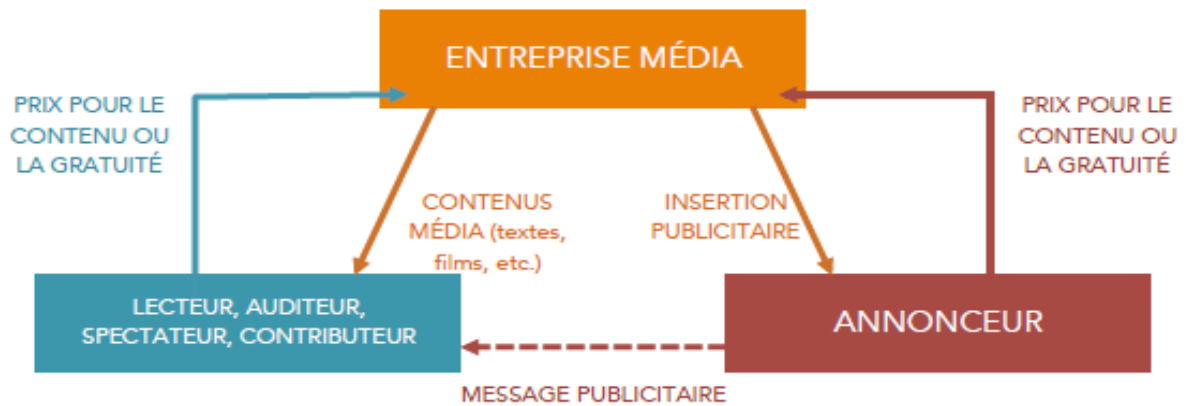 ENTREPRISE MÉDIA
PRIX POUR LE
CONTENU OU
LA GRATUITÉ
PRIX POUR LE
CONTENU OU
LA GRATUITÉ
CONTENUS
MÉDIA (textes,
films, etc.)
INSERTION
PUBLICITAIRE
LECTEUR, AUDITEUR,
SPECTATEUR, CONTRIBUTEUR
ANNONCEUR
MESSAGE PUBLICITAIRE